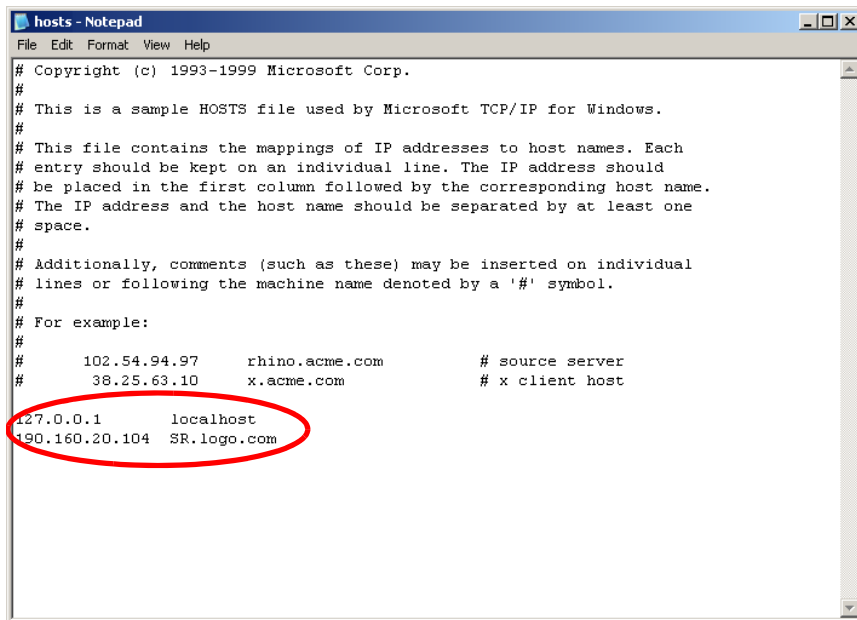 hosts - Notepad
File Edit Format View Help
# Copyright (c) 1993-1999 Microsoft Corp.
#
# This is a sample HOSTS file used by Microsoft TCP/IP for Windows.
#
# This file contains the mappings of IP addresses to host names. Each
# entry should be kept on an individual line. The IP address should
# be placed in the first column followed by the corresponding host name.
# The IP address and the host name should be separated by at least one
# space.
#
# Additionally, comments (such as these) may be inserted on individual
# lines or following the machine name denoted by a '#' symbol.
#
# For example:
#
#      102.54.94.97     rhino.acme.com          # source server
#       38.25.63.10     x.acme.com              # x client host
127.0.0.1       localhost
190.160.20.104  SR.logo.com